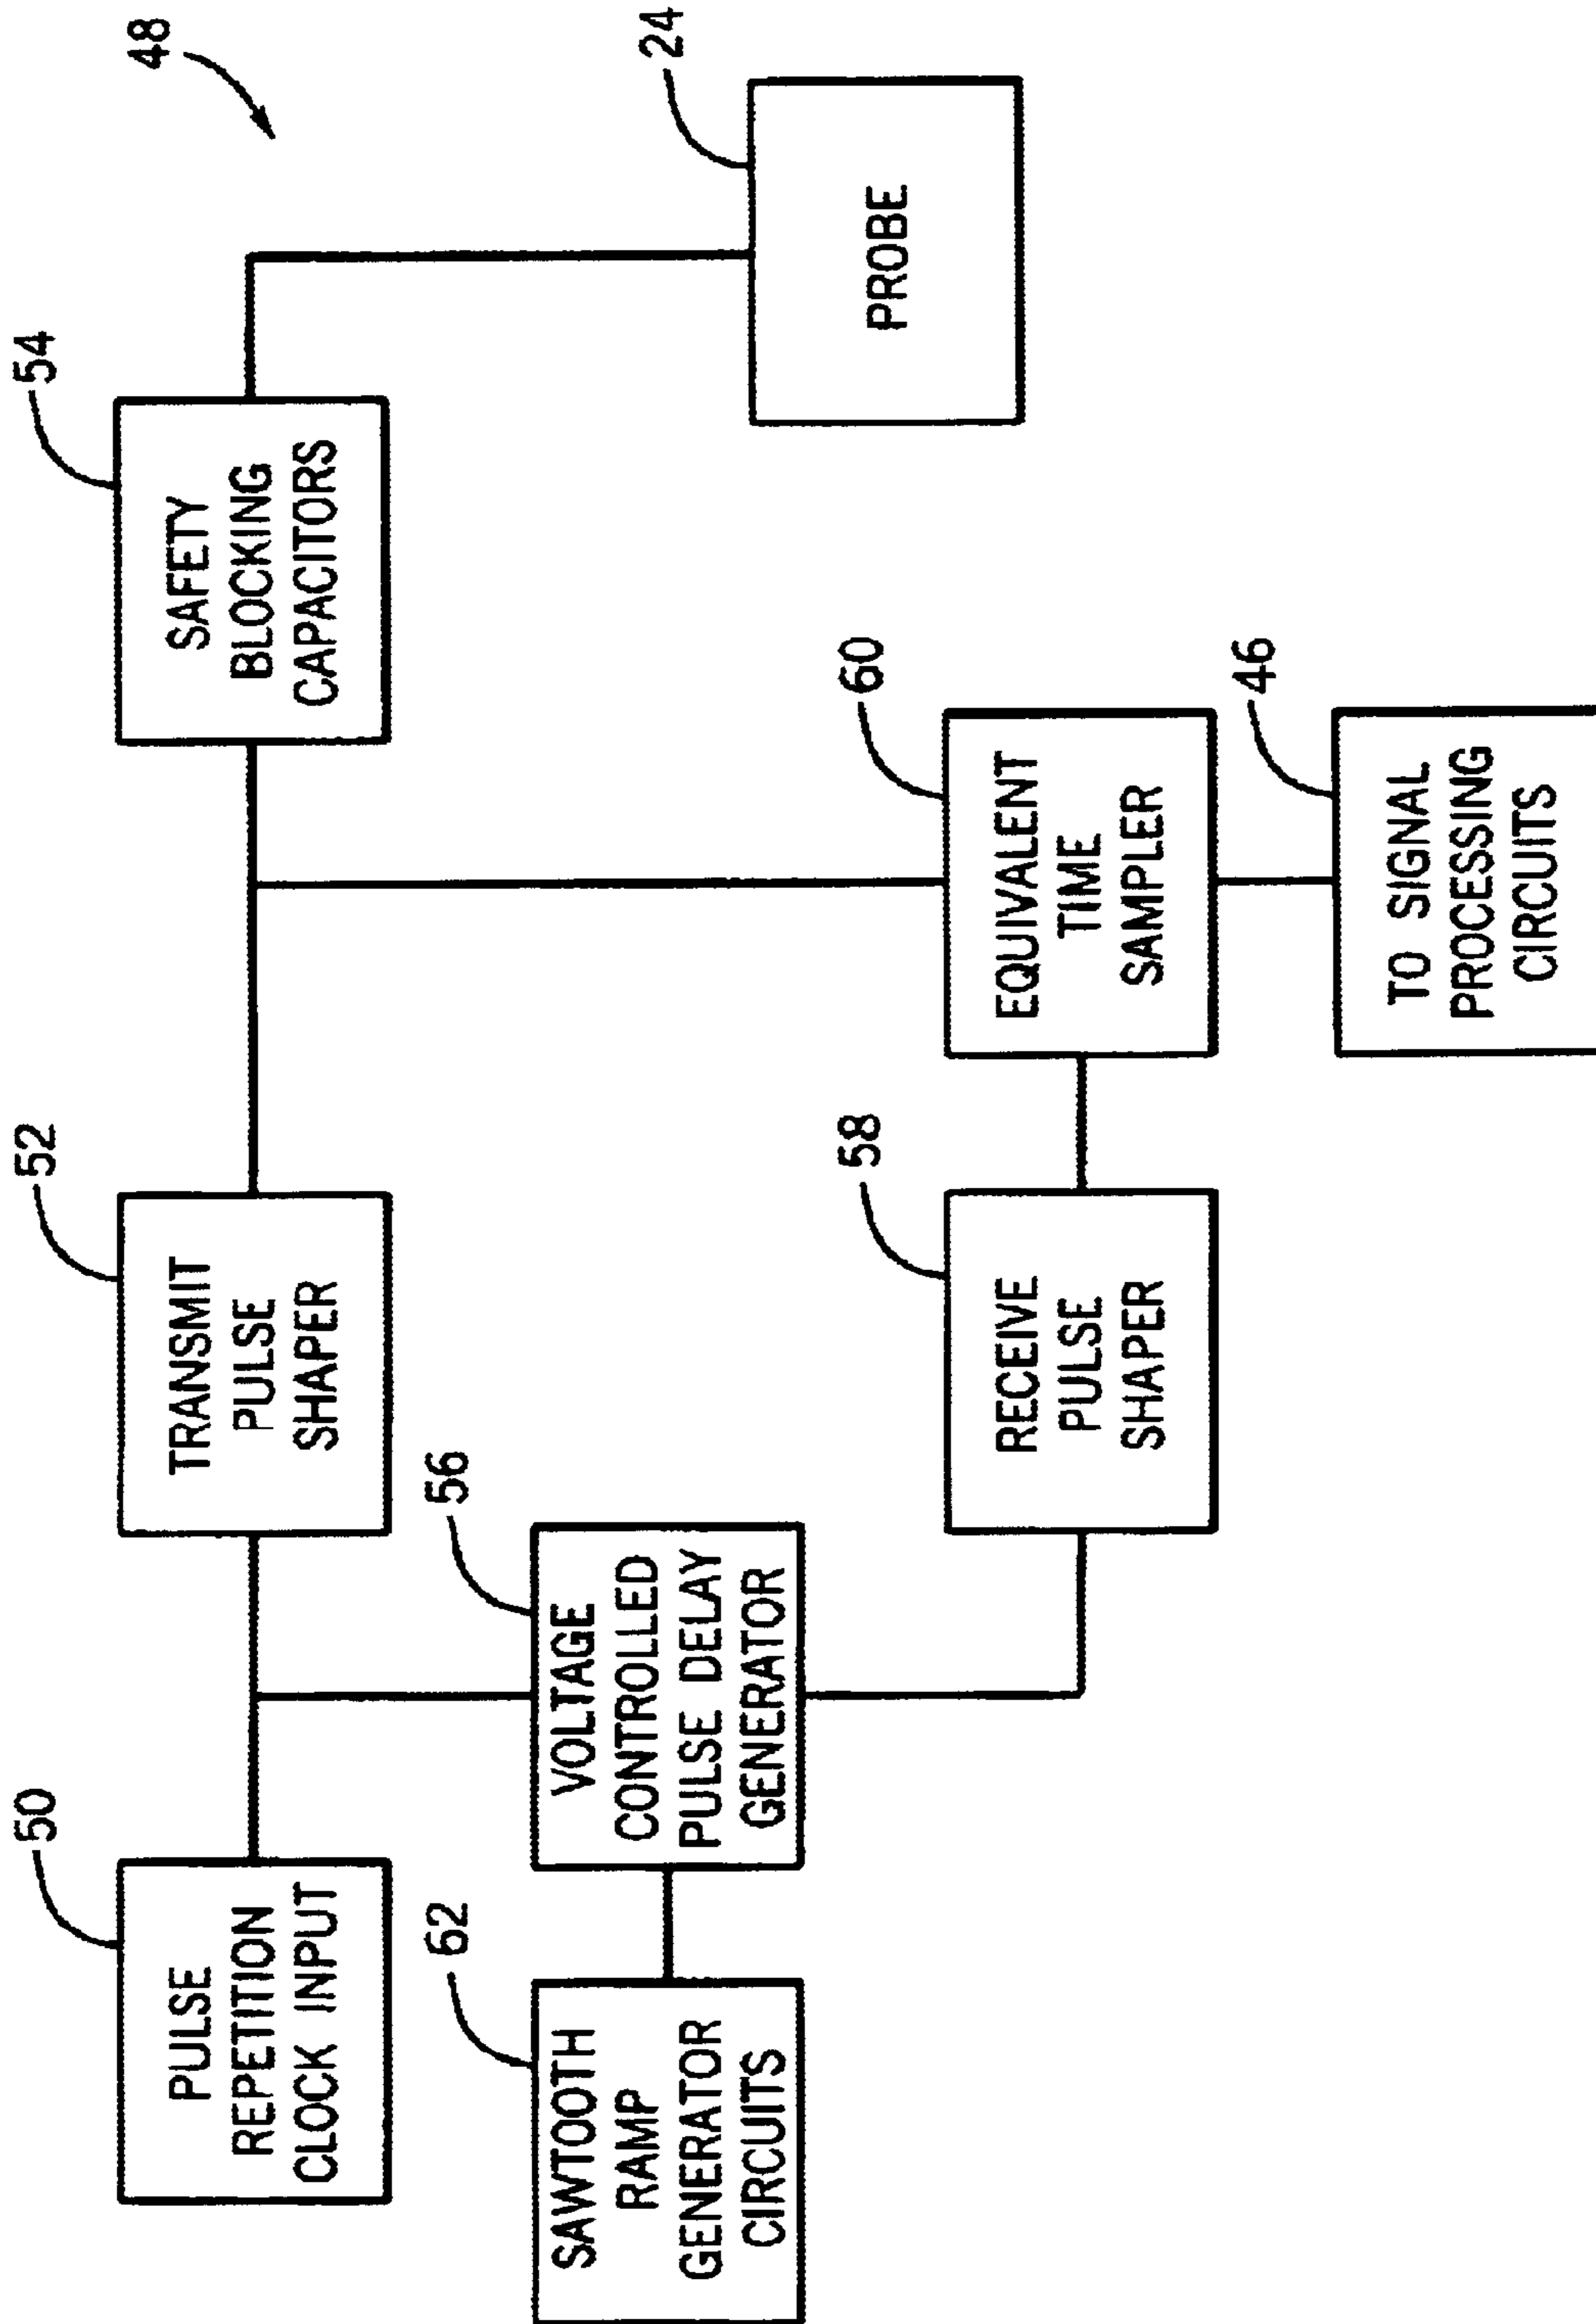 48
50
PULSE
REPETITION
CLOCK INPUT
52
TRANSMIT
PULSE
SHAPER
54
SAFETY
BLOCKING
CAPACITORS
24
PROBE
62
SAWTOOTH
RAMP
GENERATOR
CIRCUITS
56
VOLTAGE
CONTROLLED
PULSE DELAY
GENERATOR
58
RECEIVE
PULSE
SHAPER
60
EQUIVALENT
TIME
SAMPLER
46
TO SIGNAL
PROCESSING
CIRCUITS